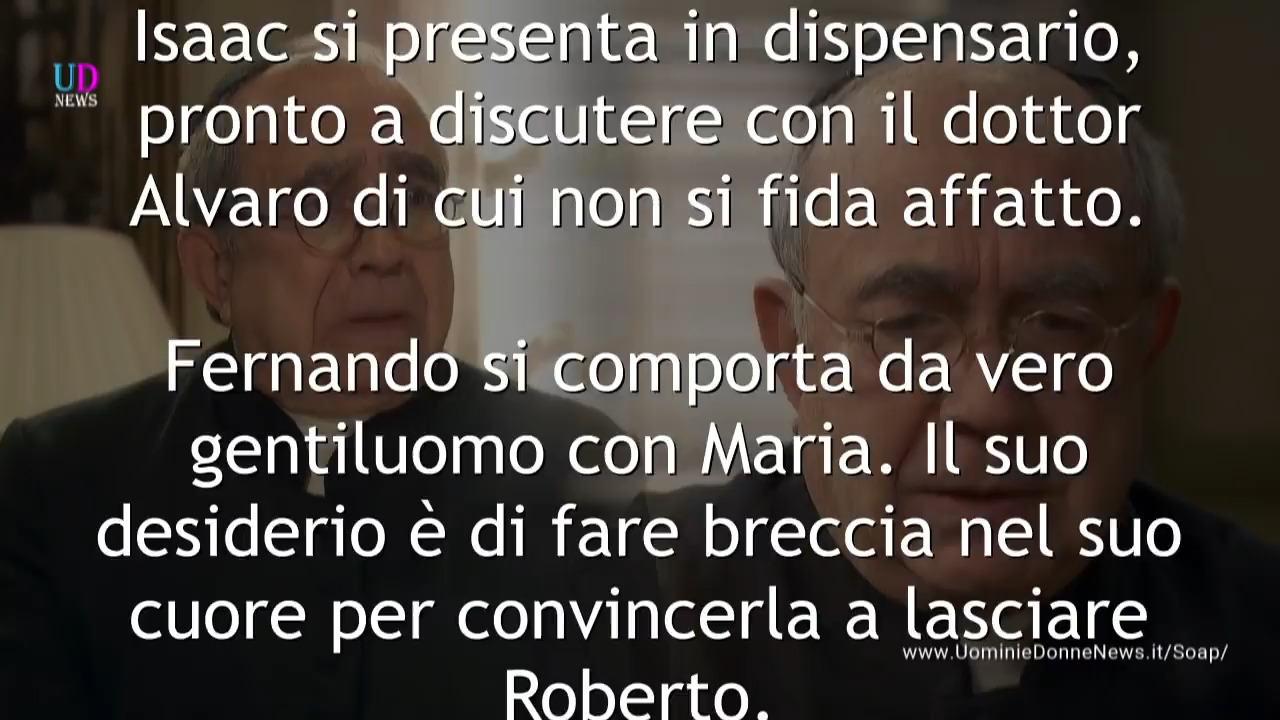 Isaac si presenta in dispensario,
UD
NEWS
pronto a discutere con il dottor
Alvaro di cui non si fida affatto.
Fernando si comporta da vero
gentiluomo con Maria. Il suo
desiderio è di fare breccia nel suo
cuore per convincerla a lasciare
www.UominieDonneNews.it/Soap/
Roberto.